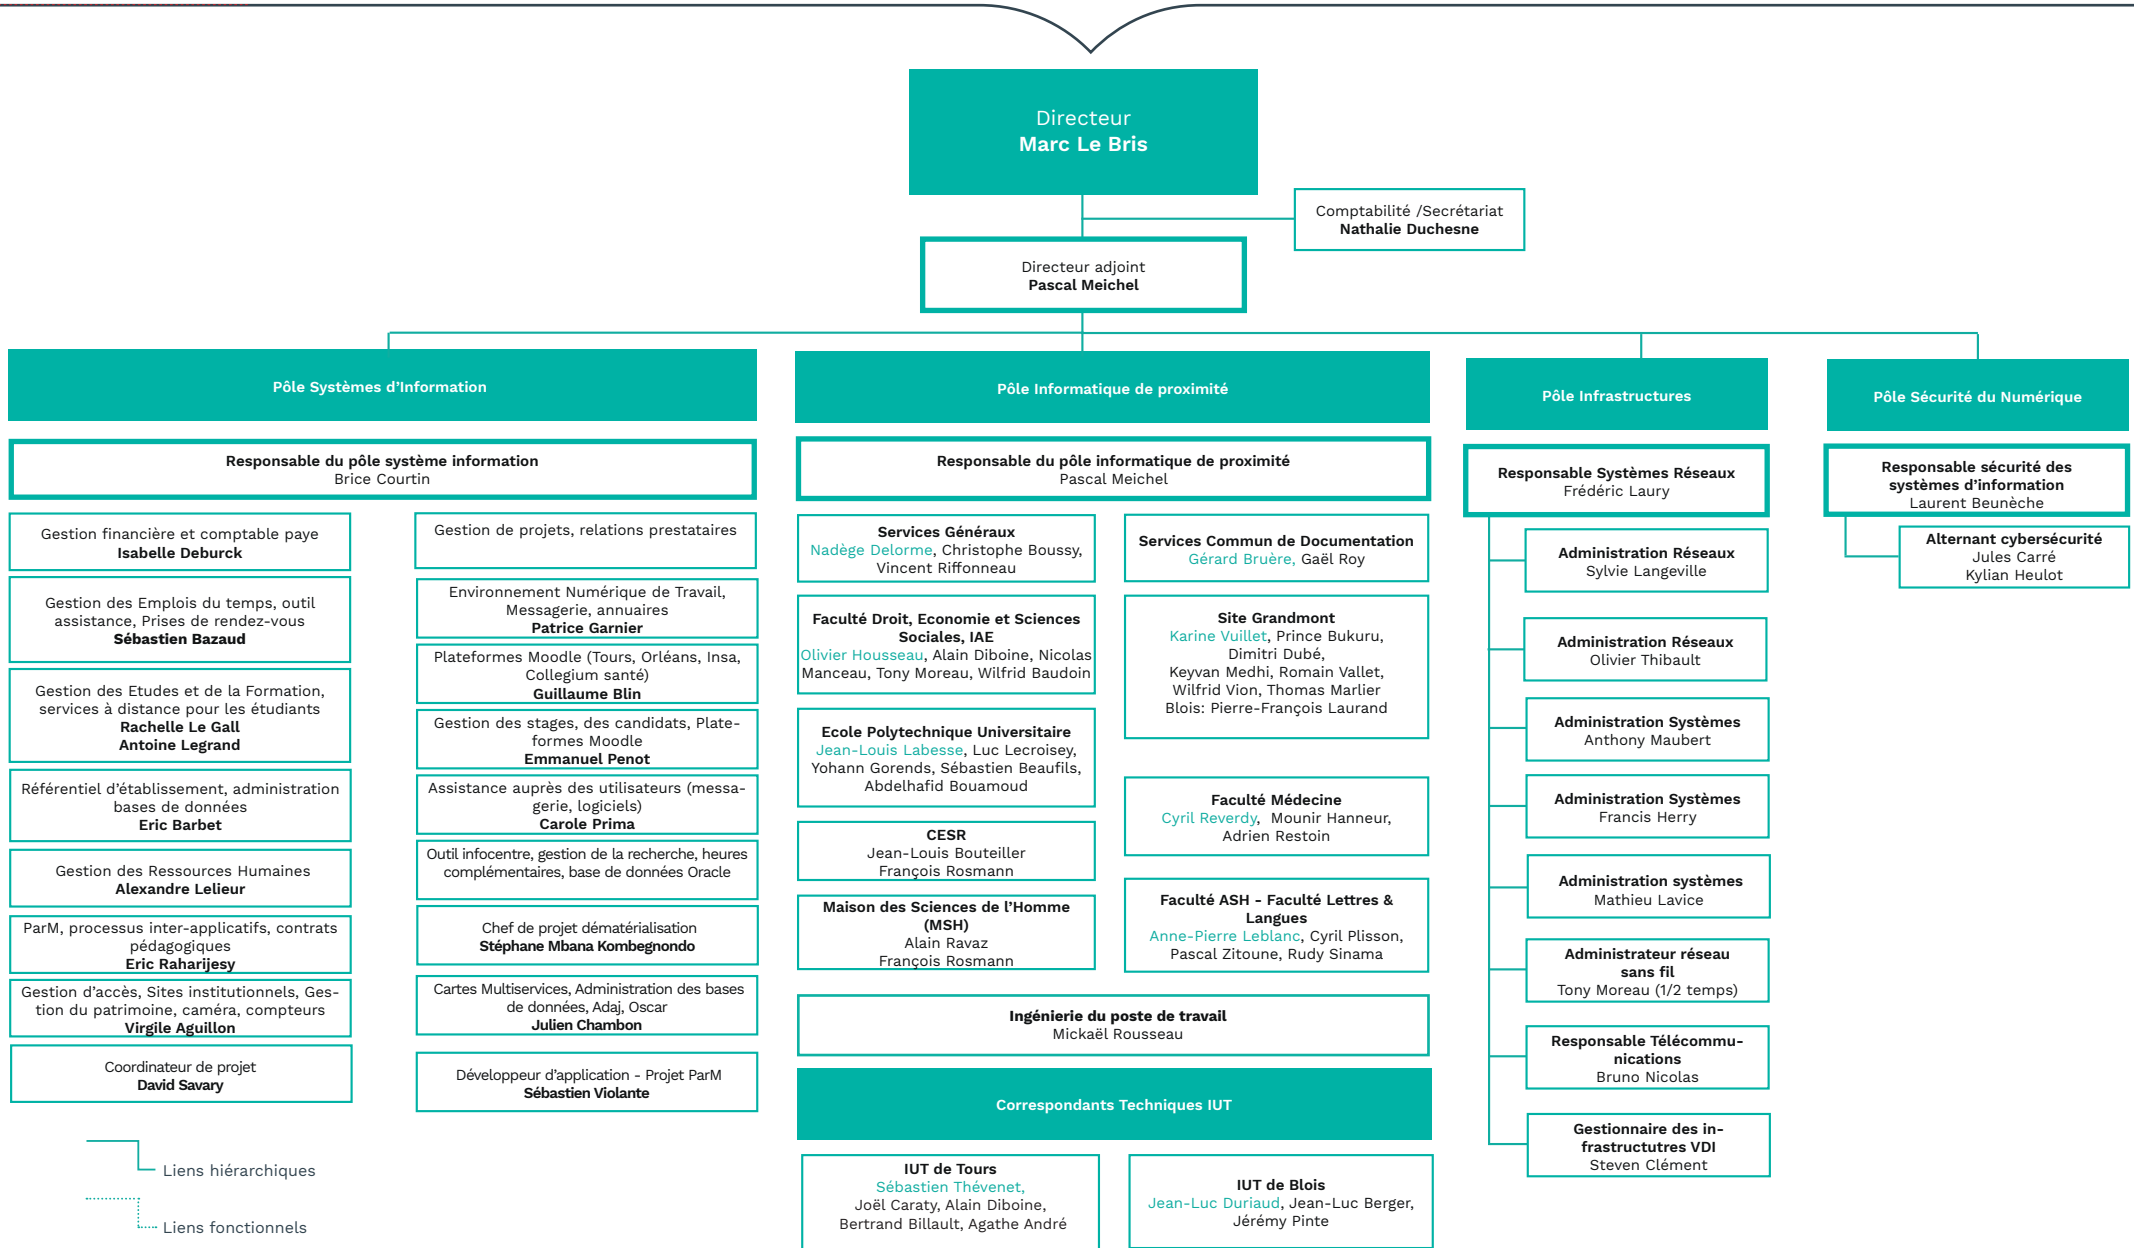 Directeur
Marc Le Bris
Comptabilité /Secrétariat
Nathalie Duchesne
Directeur adjoint
Pascal Meichel
Pôle Systèmes d’Information
Responsable du pôle système information
Brice Courtin
Gestion financière et comptable paye
Isabelle Deburck
Gestion des Emplois du temps, outil
assistance, Prises de rendez-vous
Sébastien Bazaud
Gestion des Etudes et de la Formation,
services à distance pour les étudiants
Rachelle Le Gall
Antoine Legrand
Référentiel d’établissement, administration
bases de données
Eric Barbet
Gestion des Ressources Humaines
Alexandre Lelieur
ParM, processus inter-applicatifs, contrats
pédagogiques
Eric Raharijesy
Gestion d’accès, Sites institutionnels, Ges-
tion du patrimoine, caméra, compteurs
Virgile Aguillon
Coordinateur de projet
David Savary
Gestion de projets, relations prestataires
Environnement Numérique de Travail,
Messagerie, annuaires
Patrice Garnier
Plateformes Moodle (Tours, Orléans, Insa,
Collegium santé)
Guillaume Blin
Gestion des stages, des candidats, Plate-
formes Moodle
Emmanuel Penot
Assistance auprès des utilisateurs (messa-
gerie, logiciels)
Carole Prima
Outil infocentre, gestion de la recherche, heures
complémentaires, base de données Oracle
Chef de projet dématérialisation
Stéphane Mbana Kombegnondo
Cartes Multiservices, Administration des bases
de données, Adaj, Oscar
Julien Chambon
Développeur d’application - Projet ParM
Sébastien Violante
Pôle Informatique de proximité
Responsable du pôle informatique de proximité
Pascal Meichel
Services Généraux
Nadège Delorme, Christophe Boussy,
Vincent Riffonneau
Faculté Droit, Economie et Sciences
Sociales, IAE
Olivier Housseau, Alain Diboine, Nicolas
Manceau, Tony Moreau, Wilfrid Baudoin
Ecole Polytechnique Universitaire
Jean-Louis Labesse, Luc Lecroisey,
Yohann Gorends, Sébastien Beaufils,
Abdelhafid Bouamoud
CESR
Jean-Louis Bouteiller
François Rosmann
Maison des Sciences de l’Homme
(MSH)
Alain Ravaz
François Rosmann
Services Commun de Documentation
Gérard Bruère, Gaël Roy
Site Grandmont
Karine Vuillet, Prince Bukuru,
Dimitri Dubé,
Keyvan Medhi, Romain Vallet,
Wilfrid Vion, Thomas Marlier
Blois: Pierre-François Laurand
Faculté Médecine
Cyril Reverdy, Mounir Hanneur,
Adrien Restoin
Faculté ASH - Faculté Lettres &
Langues
Anne-Pierre Leblanc, Cyril Plisson,
Pascal Zitoune, Rudy Sinama
Ingénierie du poste de travail
Mickaël Rousseau
Correspondants Techniques IUT
IUT de Tours
Sébastien Thévenet,
Joël Caraty, Alain Diboine,
Bertrand Billault, Agathe André
IUT de Blois
Jean-Luc Duriaud, Jean-Luc Berger,
Jérémy Pinte
Pôle Infrastructures
Responsable Systèmes Réseaux
Frédéric Laury
Administration Réseaux
Sylvie Langeville
Administration Réseaux
Olivier Thibault
Administration Systèmes
Anthony Maubert
Administration Systèmes
Francis Herry
Administration systèmes
Mathieu Lavice
Administrateur réseau
sans fil
Tony Moreau (1/2 temps)
Responsable Télécommu-
nications
Bruno Nicolas
Gestionnaire des in-
frastructutres VDI
Steven Clément
Pôle Sécurité du Numérique
Responsable sécurité des
systèmes d’information
Laurent Beunèche
Alternant cybersécurité
Jules Carré
Kylian Heulot
Liens hiérarchiques
Liens fonctionnels